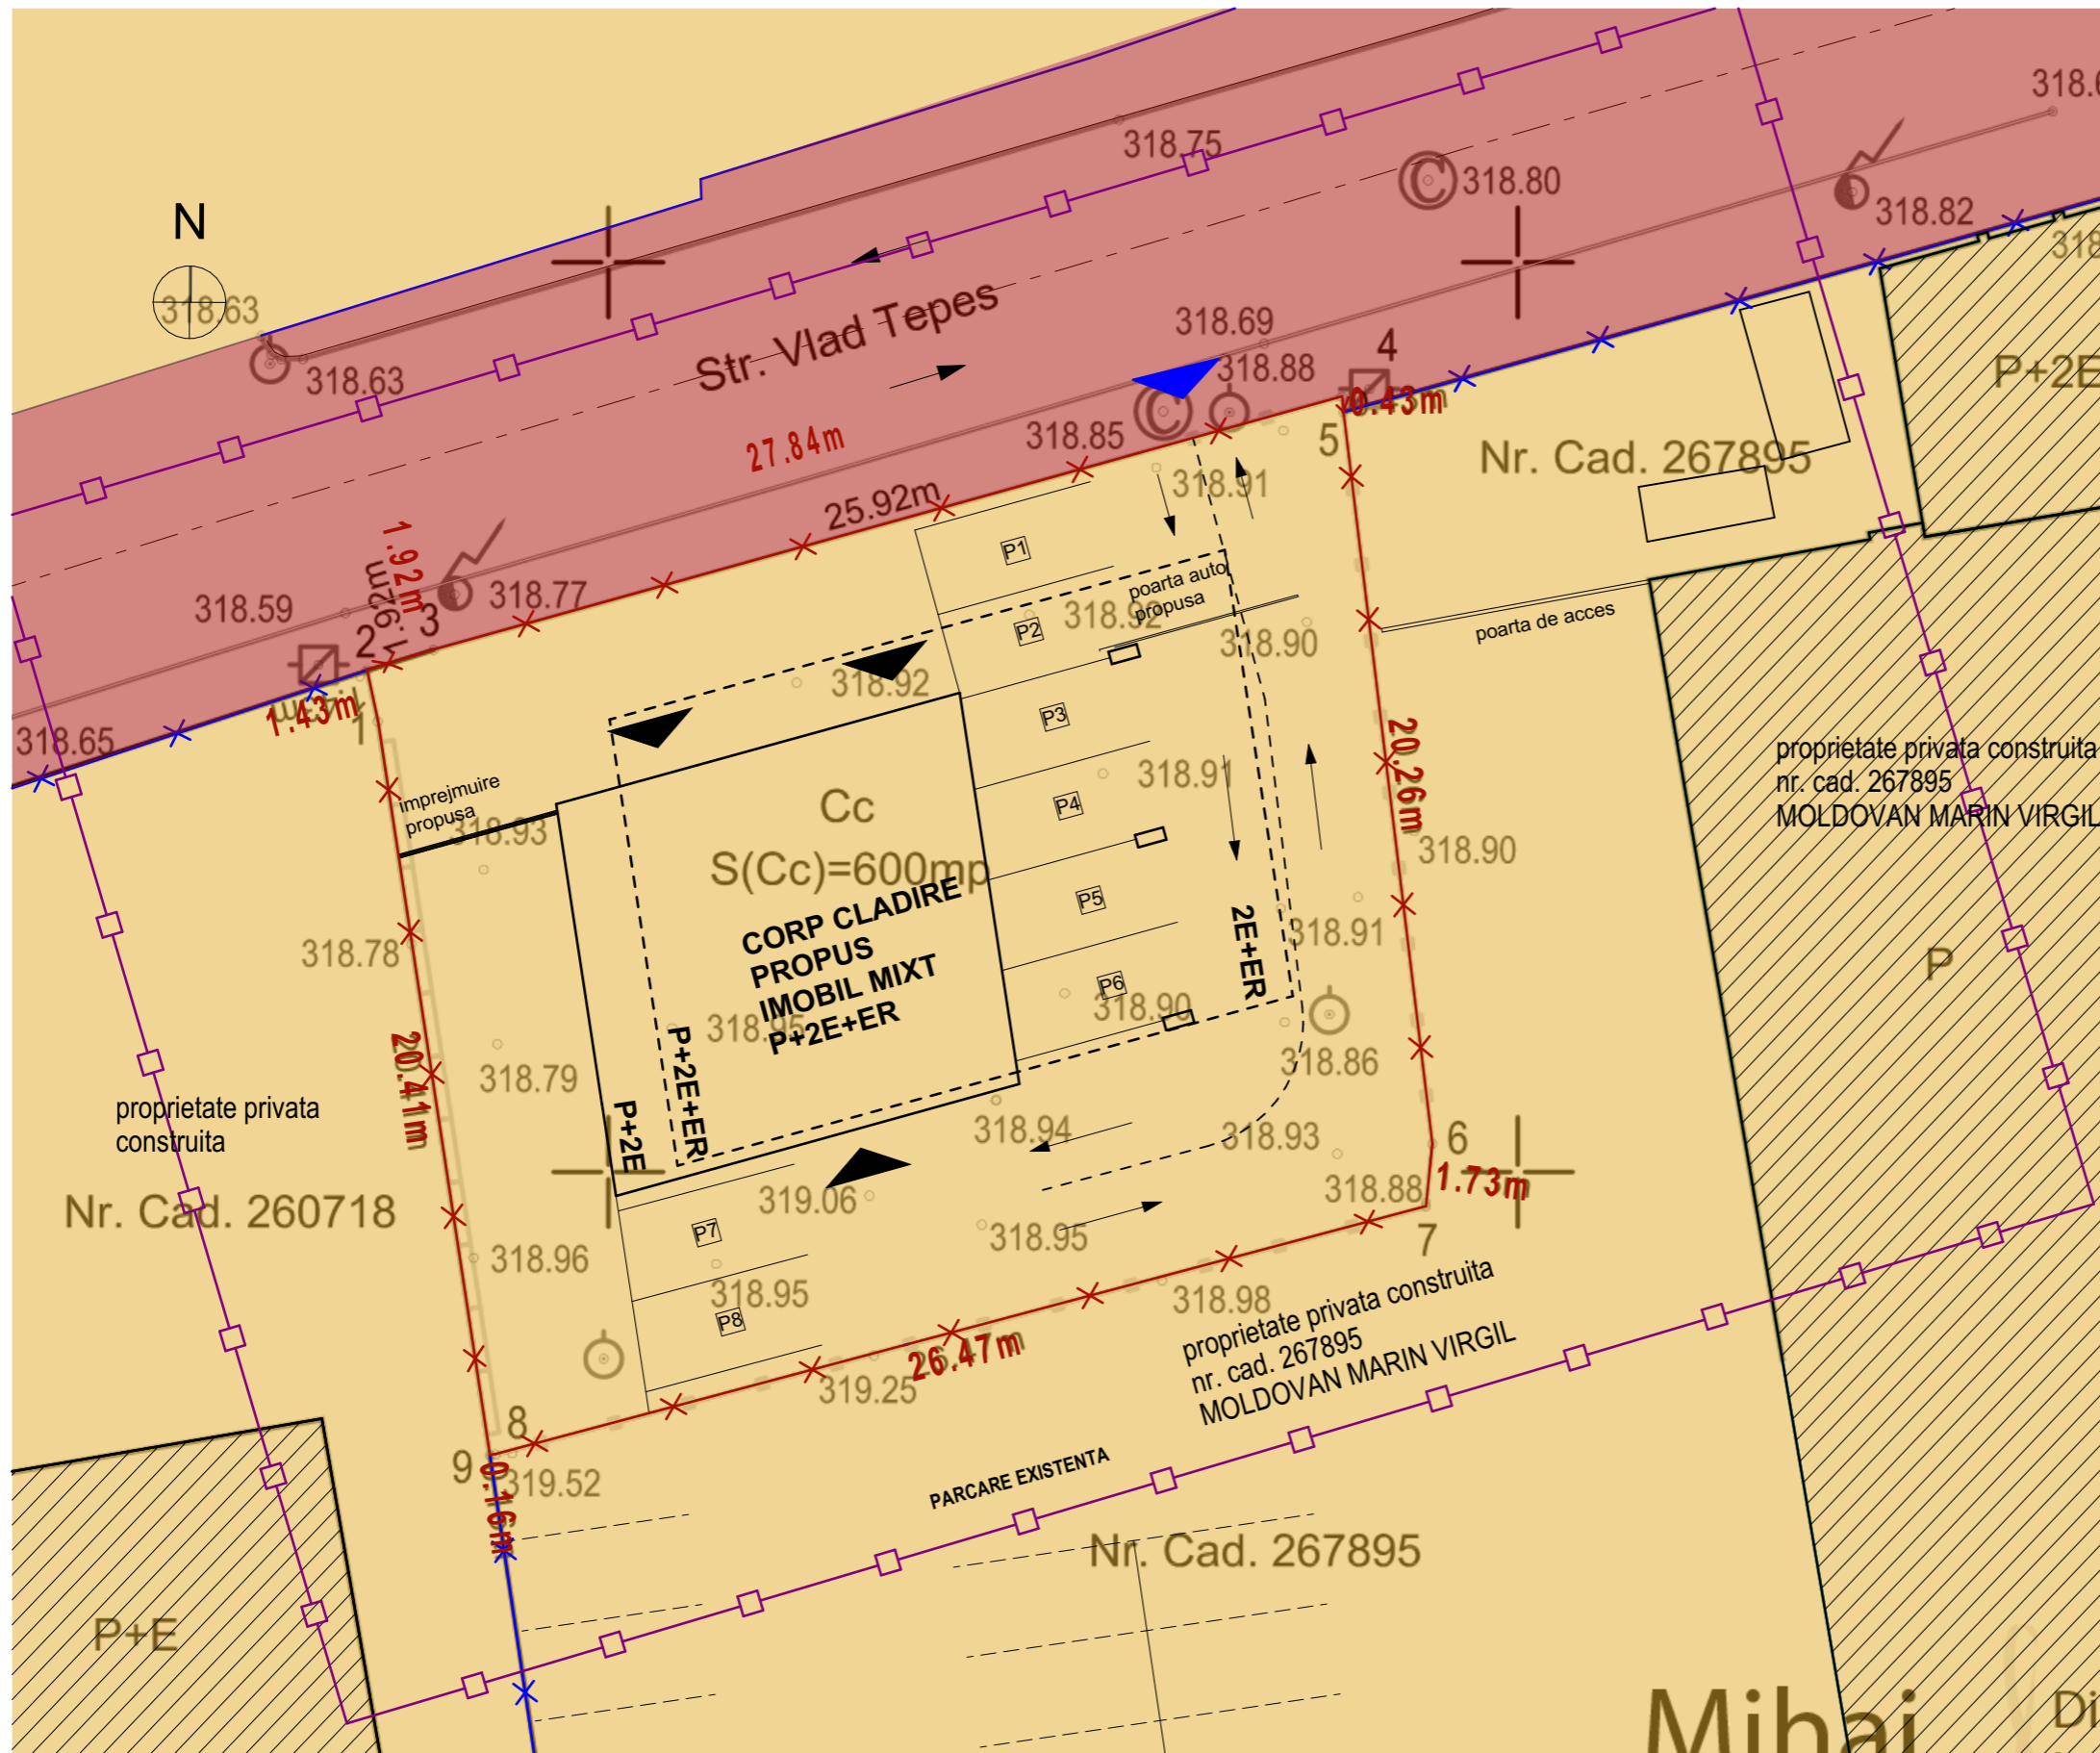 318.6
318.75
318.80
318.82
N
318.63
318.63
Str. Vlad Tepes
318.69
318.88
4
0.43m
P+2E
318
27.84m
318.85
5
Nr. Cad. 267895
25.92m
318.91
1.92m
318.59
318.77
2
3
P1
poarta auto
propusa
P2
318.92
318.90
poarta de acces
1.43m
1
318.92
318.65
P3
20.26m
imprejmuire
propusa
318.93
Cc
S(Cc)=600mp
P4
318.91
318.90
proprietate privata construita
nr. cad. 267895
MOLDOVAN MARIN VIRGIL
CORP CLADIRE
PROPUS
IMOBIL MIXT
P+2E+ER
P5
2E+ER
318.91
P
318.78
318.95
P6
318.90
20.41m
318.79
P+2E+ER
P+2E
318.86
proprietate privata
construita
318.94
318.93
6
1.73m
Nr. Cad. 260718
319.06
318.88
7
P7
318.96
318.95
318.95
P8
318.98
proprietate privata construita
nr. cad. 267895
MOLDOVAN MARIN VIRGIL
26.47m
319.25
8
9
0.16m
319.52
PARCARE EXISTENTA
Nr. Cad. 267895
P+E
Mihai
Di